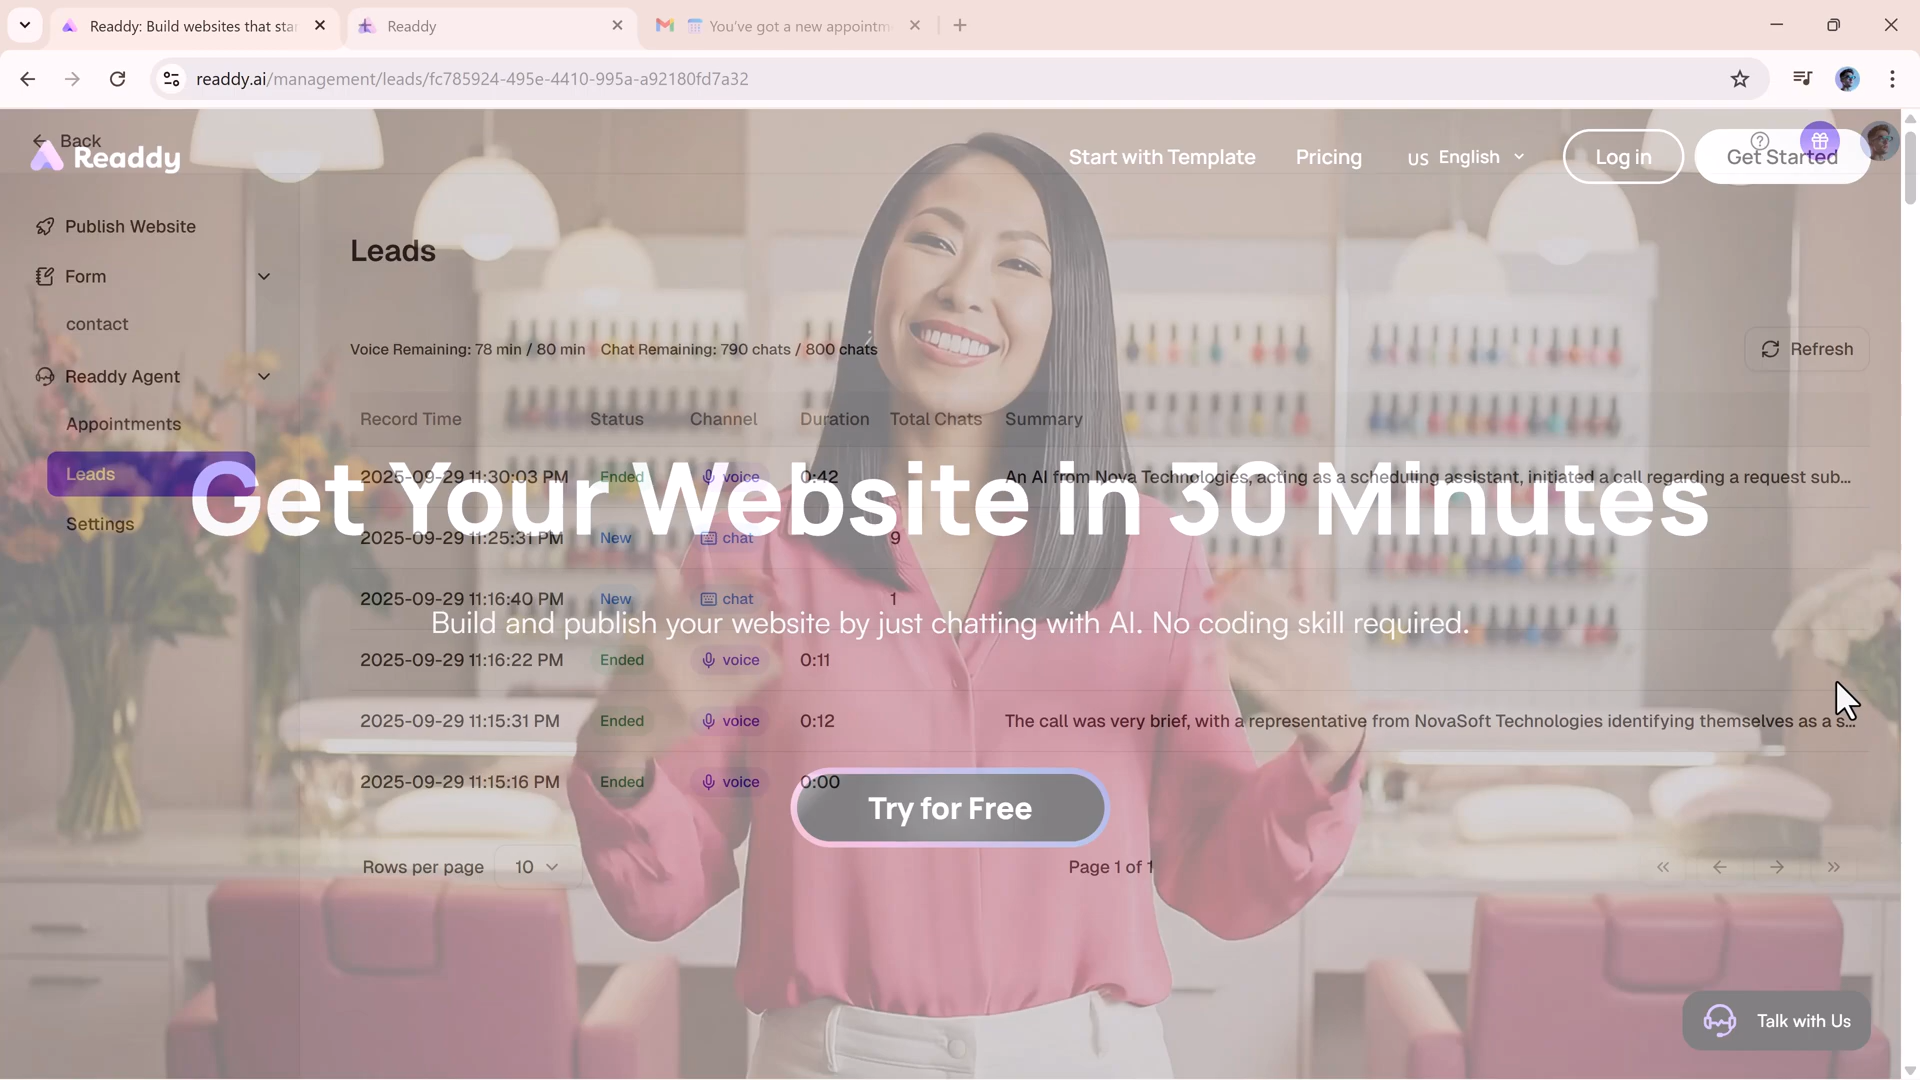 Readdy: Build websites that sta
Readdy
You've got a new appointm
readdy.ai/management/leads/fc785924-495e-4410-995a-a92180fd7a32
Back
Readdy
Start with Template
Pricing
US English
Log in
Get Started
Publish Website
Form
contact
Readdy Agent
Appointments
Leads
Settings
Leads
Voice Remaining: 78 min / 80 min
Chat Remaining: 790 chats / 800 chats
Refresh
Record Time Status Channel Duration Total Chats Summary
2025-09-29 11:30:03 PM Ended voice 0:42 An AI from Nova Technologies, acting as a scheduling assistant, initiated a call regarding a request sub...
Get Your Website in 30 Minutes
2025-09-29 11:25:31 PM New chat 9
2025-09-29 11:16:40 PM New chat 1
Build and publish your website by just chatting with AI. No coding skill required.
2025-09-29 11:16:22 PM Ended voice 0:11
2025-09-29 11:15:31 PM Ended voice 0:12 The call was very brief, with a representative from NovaSoft Technologies identifying themselves as a s...
2025-09-29 11:15:16 PM Ended voice 0:00
Try for Free
Rows per page 10
Page 1 of 1
Talk with Us